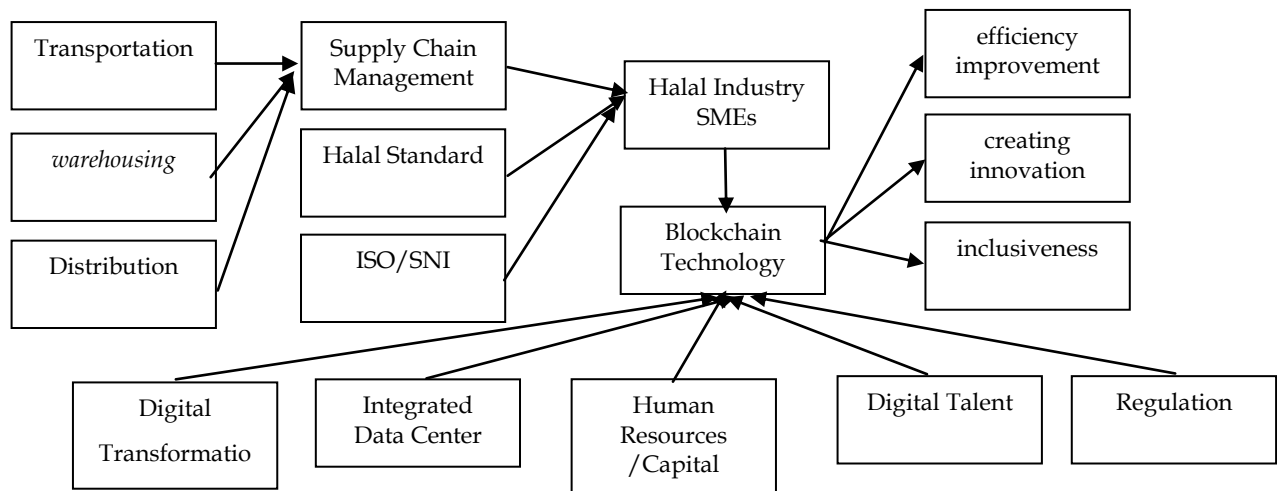 Transportation
Supply Chain
Management
efficiency
improvement
Halal Industry
SMEs
warehousing
Halal Standard
creating
innovation
Distribution
ISO/SNI
Blockchain
Technology
inclusiveness
Digital
Transformatio
Integrated
Data Center
Human
Resources
/Capital
Digital Talent
Regulation